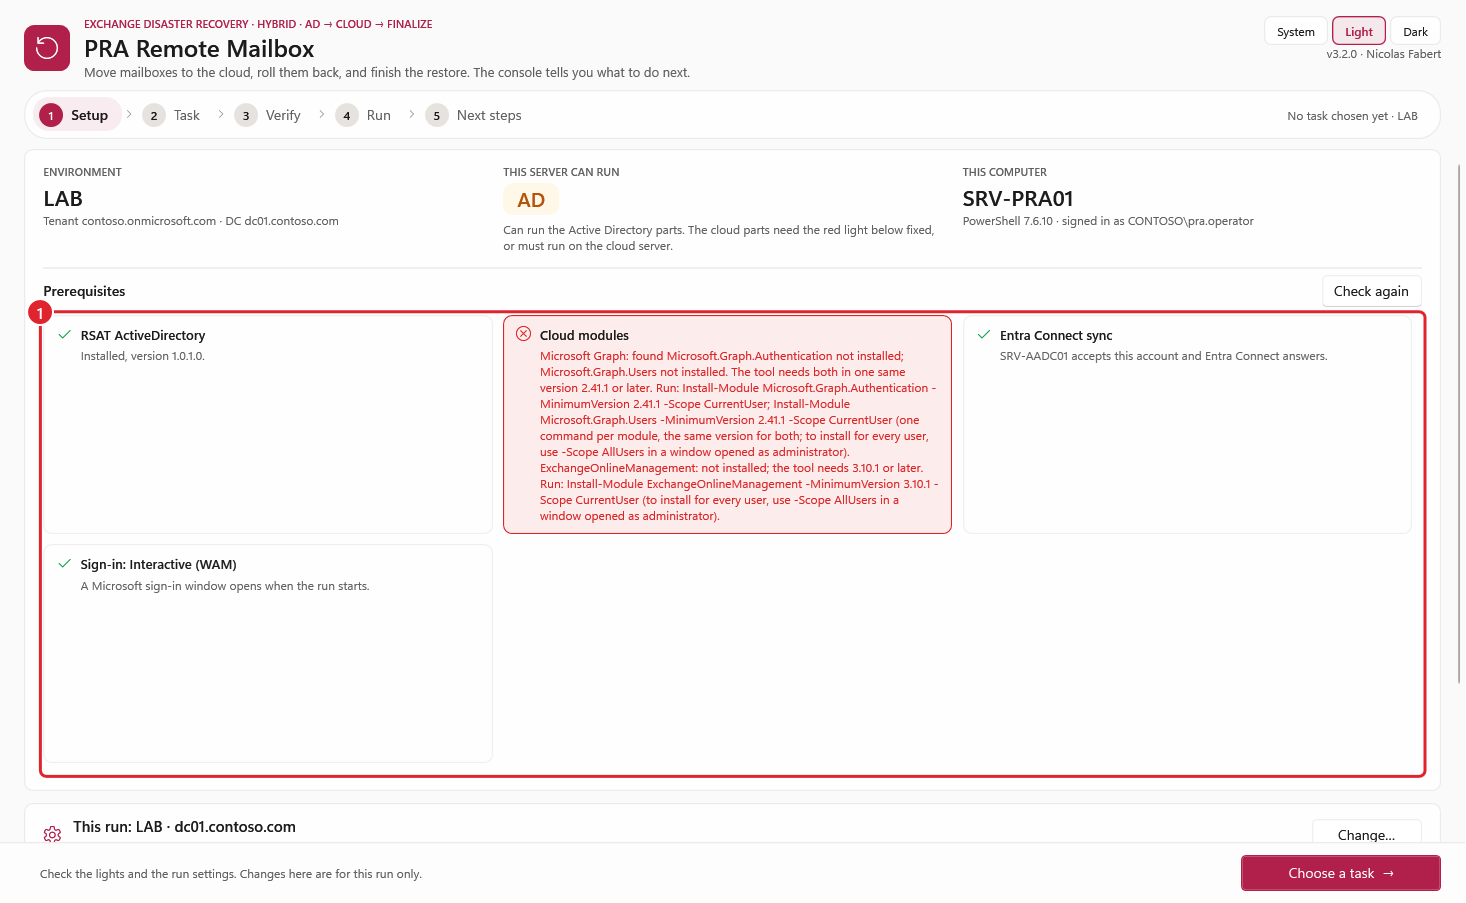 EXCHANGE DISASTER RECOVERY · HYBRID · AD → CLOUD → FINALIZE
PRA Remote Mailbox
Move mailboxes to the cloud, roll them back, and finish the restore. The console tells you what to do next.
System
Light
Dark
v3.2.0 · Nicolas Fabert
1 Setup
2 Task
3 Verify
4 Run
5 Next steps
No task chosen yet · LAB
ENVIRONMENT
LAB
Tenant contoso.onmicrosoft.com · DC dc01.contoso.com
THIS SERVER CAN RUN
AD
Can run the Active Directory parts. The cloud parts need the red light below fixed,
or must run on the cloud server.
THIS COMPUTER
SRV-PRA01
PowerShell 7.6.10 · signed in as CONTOSO\pra.operator
Prerequisites
Check again
1
RSAT ActiveDirectory
Installed, version 1.0.1.0.
Cloud modules
Microsoft Graph: found Microsoft.Graph.Authentication not installed;
Microsoft.Graph.Users not installed. The tool needs both in one same
version 2.41.1 or later. Run: Install-Module Microsoft.Graph.Authentication -
MinimumVersion 2.41.1 -Scope CurrentUser; Install-Module
Microsoft.Graph.Users -MinimumVersion 2.41.1 -Scope CurrentUser (one
command per module, the same version for both; to install for every user,
use -Scope AllUsers in a window opened as administrator).
ExchangeOnlineManagement: not installed; the tool needs 3.10.1 or later.
Run: Install-Module ExchangeOnlineManagement -MinimumVersion 3.10.1 -
Scope CurrentUser (to install for every user, use -Scope AllUsers in a
window opened as administrator).
Entra Connect sync
SRV-AADC01 accepts this account and Entra Connect answers.
Sign-in: Interactive (WAM)
A Microsoft sign-in window opens when the run starts.
This run: LAB · dc01.contoso.com
Change...
Check the lights and the run settings. Changes here are for this run only.
Choose a task →